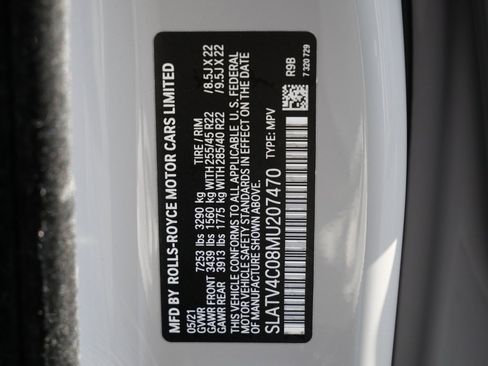 MFD BY ROLLS-ROYCE MOTOR CARS LIMITED
05/21 TIRE / RIM
GVWR 7253 lbs 3290 kg
GAWR FRONT 3439 lbs 1560 kg WITH 255/45 R22 /8.5J X 22
GAWR REAR 3913 lbs 1775 kg WITH 285/40 R22 /9.5J X 22
THIS VEHICLE CONFORMS TO ALL APPLICABLE U.S. FEDERAL
MOTOR VEHICLE SAFETY STANDARDS IN EFFECT ON THE DATE
OF MANUFACTURE SHOWN ABOVE.
SLATV4C08MU207470 TYPE: MPV
R9B
7 320 729